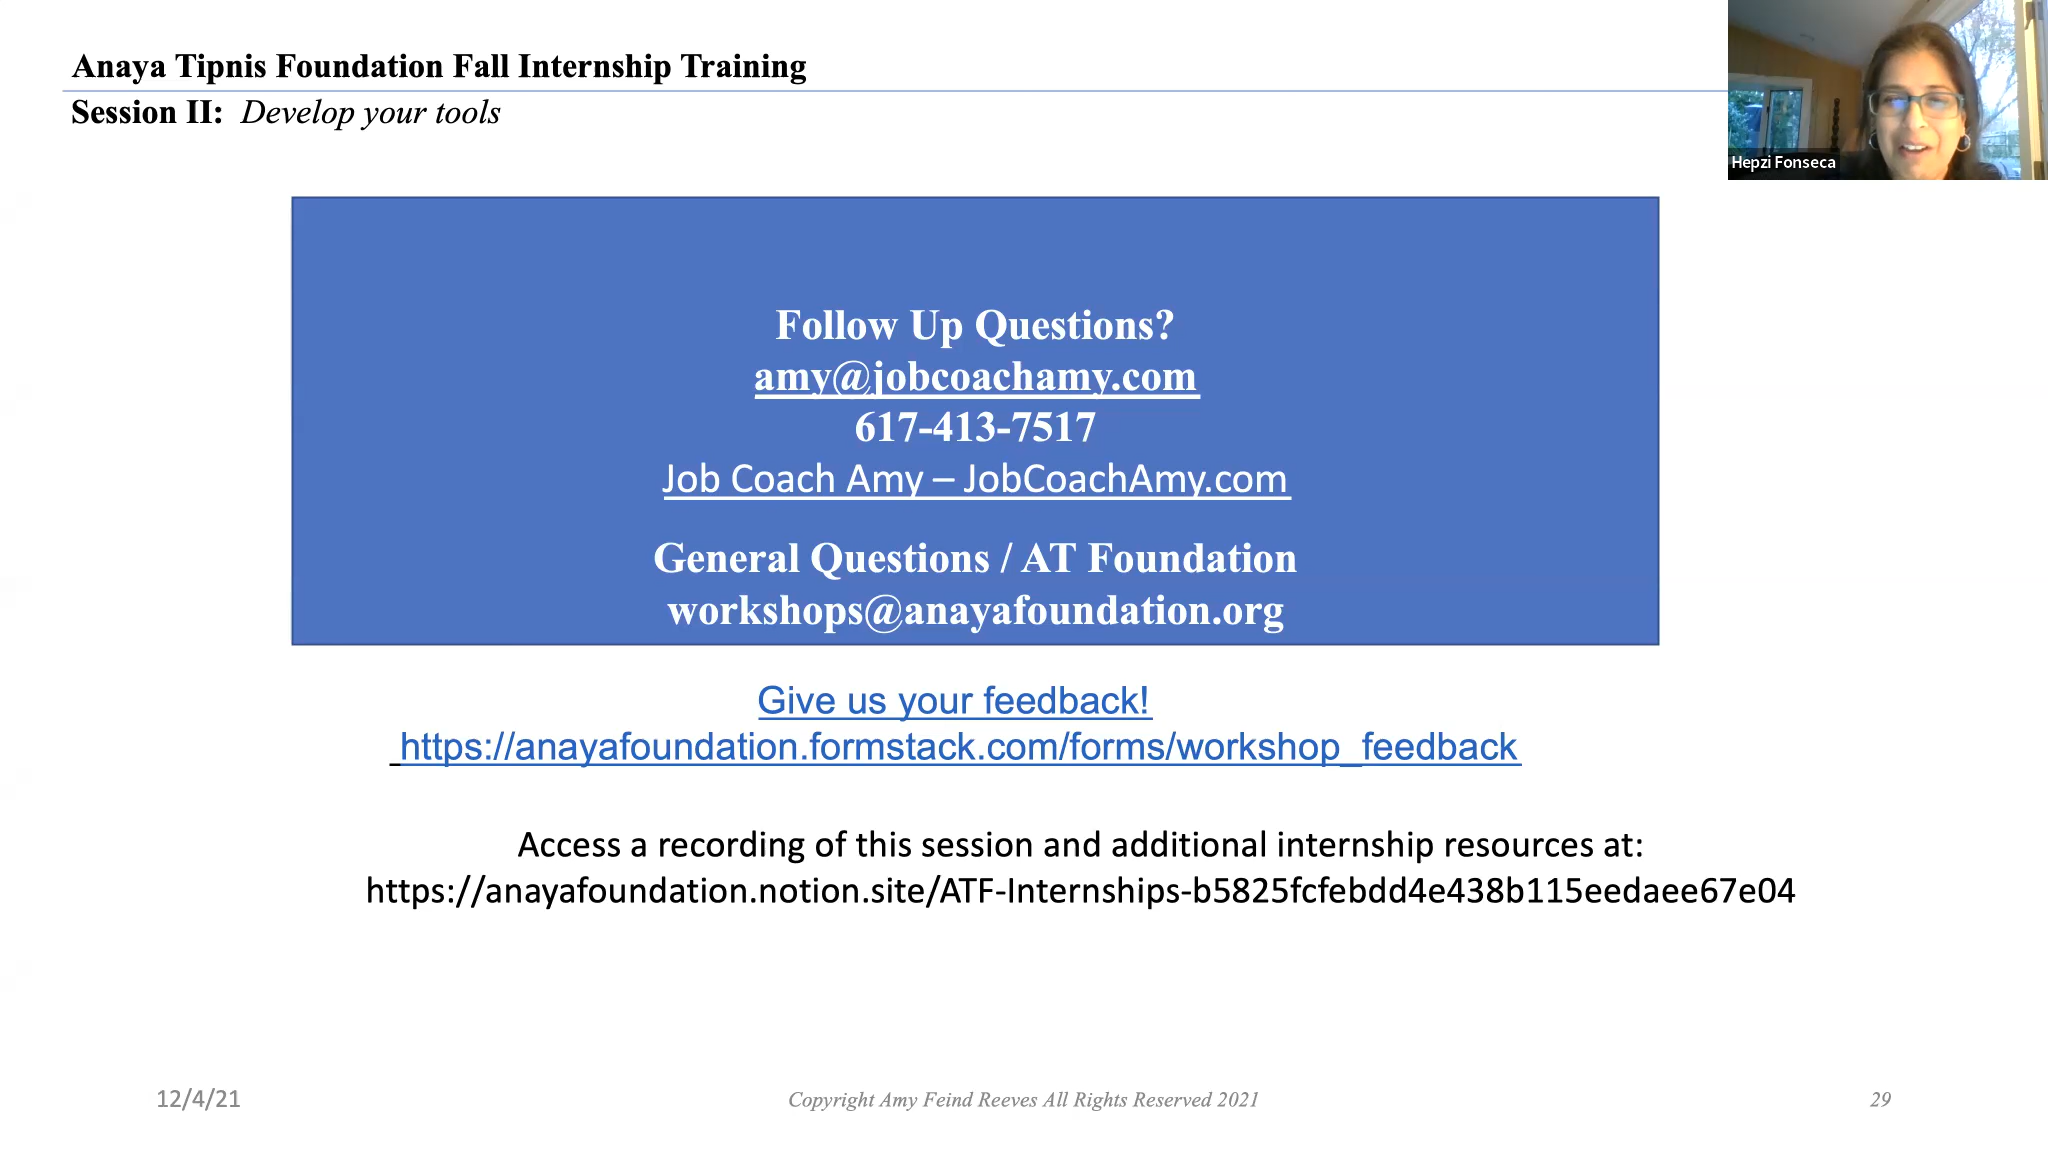 Anaya Tipnis Foundation Fall Internship Training
Session II: Develop your tools
Hepzi Fonseca
Follow Up Questions?
amy@jobcoachamy.com
617-413-7517
Job Coach Amy – JobCoachAmy.com
General Questions / AT Foundation
workshops@anayafoundation.org
Give us your feedback!
https://anayafoundation.formstack.com/forms/workshop_feedback
Access a recording of this session and additional internship resources at:
https://anayafoundation.notion.site/ATF-Internships-b5825fcfebdd4e438b115eedaee67e04
12/4/21
Copyright Amy Feind Reeves All Rights Reserved 2021
29